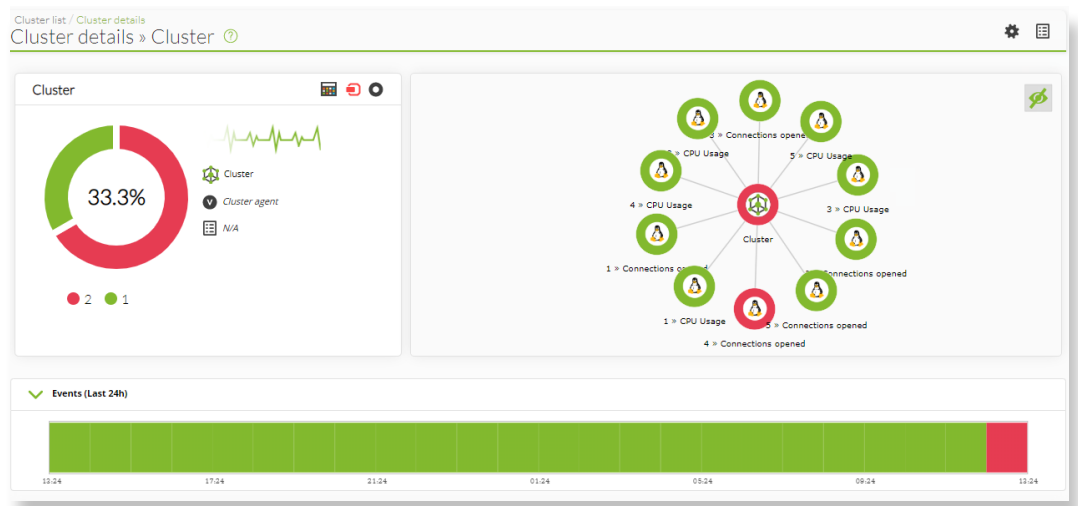 Cluster list / Cluster details
Cluster details » Cluster
Cluster
33.3%
Cluster
V Cluster agent
N/A
2 1
» Connections opene
» CPU Usage
5 » CPU Usage
4 » CPU Usage
3 » CPU Usage
Cluster
1 » Connections opened
onnections opened
1 » CPU Usage
5 » Connections opened
4 » Connections opened
Events (Last 24h)
13:24 17:24 21:24 01:24 05:24 09:24 13:24